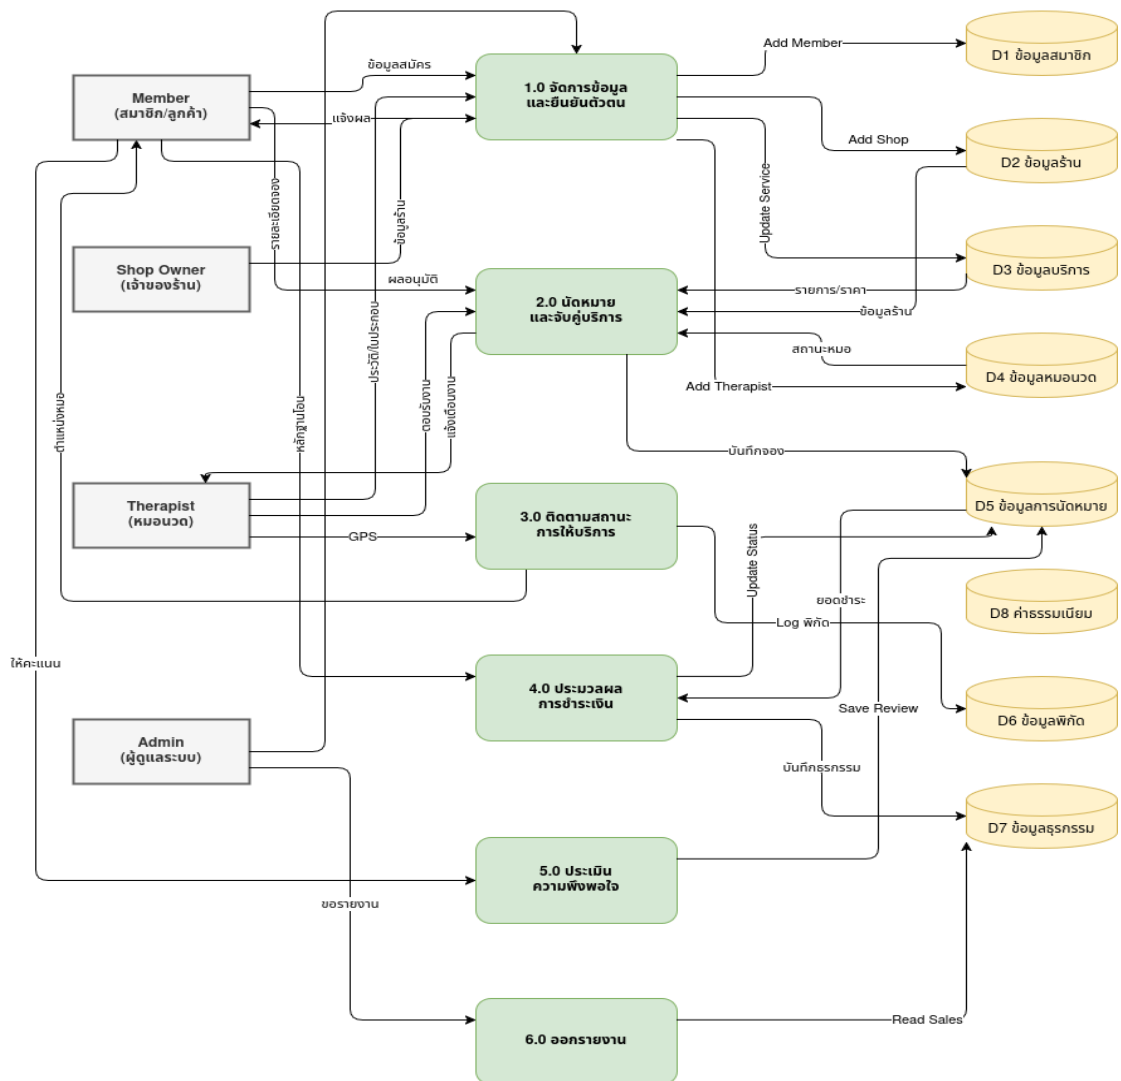 Add Member
D1 ข้อมูลสมาชิก
ข้อมูลสมัคร
1.0 จัดการข้อมูล
และยืนยันตัวตน
Member
(สมาชิก/ลูกค้า)
แจ้งผล
Add Shop
D2 ข้อมูลร้าน
รายละเอียดจอง
ข้อมูลร้าน
Update Service
Shop Owner
(เจ้าของร้าน)
ผลอนุมัติ
D3 ข้อมูลบริการ
รายการ/ราคา
2.0 นัดหมาย
และจับคู่บริการ
ข้อมูลร้าน
ประวัติ/ใบประกอบ
สถานะหมอ
D4 ข้อมูลหมอนวด
Add Therapist
ตำแหน่งหมอ
หลักฐานโอน
ตอบรับงาน
แจ้งเตือนงาน
บันทึกจอง
Therapist
(หมอนวด)
D5 ข้อมูลการนัดหมาย
3.0 ติดตามสถานะ
การให้บริการ
GPS
Update Status
ยอดชำระ
D8 ค่าธรรมเนียม
Log พิกัด
ให้คะแนน
4.0 ประมวลผล
การชำระเงิน
Save Review
D6 ข้อมูลพิกัด
Admin
(ผู้ดูแลระบบ)
บันทึกธุรกรรม
D7 ข้อมูลธุรกรรม
5.0 ประเมิน
ความพึงพอใจ
ขอรายงาน
Read Sales
6.0 ออกรายงาน